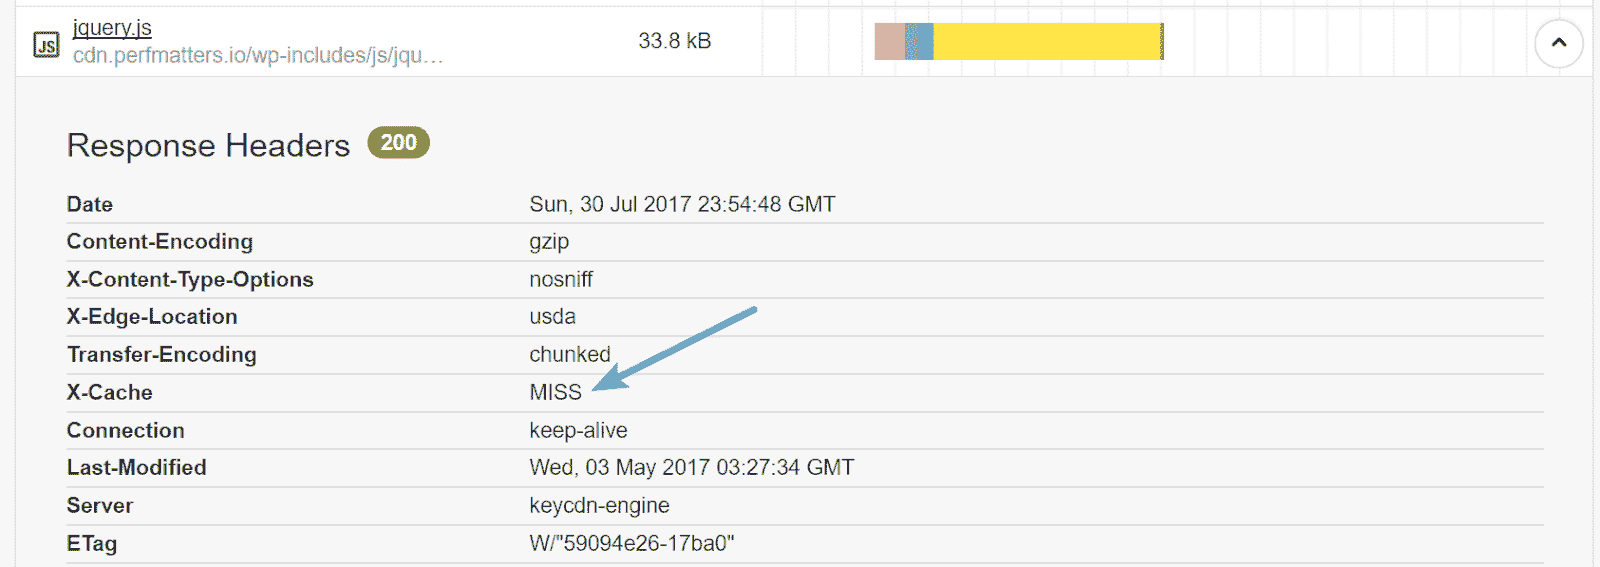 jquery.js
JS
cdn.perfmatters.io/wp-includes/js/jqu…
33.8 kB
Response Headers 200
Date Sun, 30 Jul 2017 23:54:48 GMT
Content-Encoding gzip
X-Content-Type-Options nosniff
X-Edge-Location usda
Transfer-Encoding chunked
X-Cache MISS
Connection keep-alive
Last-Modified Wed, 03 May 2017 03:27:34 GMT
Server keycdn-engine
ETag W/"59094e26-17ba0"